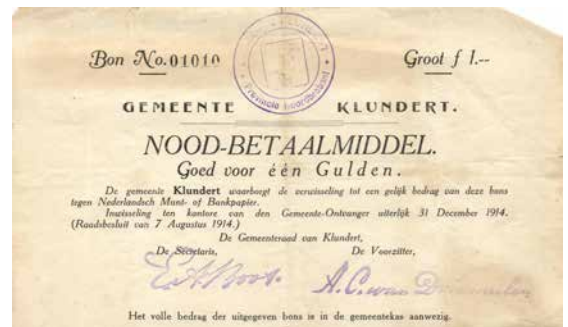 Bon No. 01010 Groot f 1.--
Provincie Noordbrabant
GEMEENTE KLUNDERT.
NOOD-BETAALMIDDEL.
Goed voor één Gulden.
De gemeente Klundert waarborgt de verwisseling tot een gelijk bedrag van deze bons
tegen Nederlandsch Munt- of Bankpapier.
Inwisseling ten kantore van den Gemeente-Ontvanger uiterlijk 31 December 1914.
(Raadsbesluit van 7 Augustus 1914.)
De Gemeenteraad van Klundert,
De Secretaris, De Voorzitter,
A.C. van
Het volle bedrag der uitgegeven bons is in de gemeentekas aanwezig.